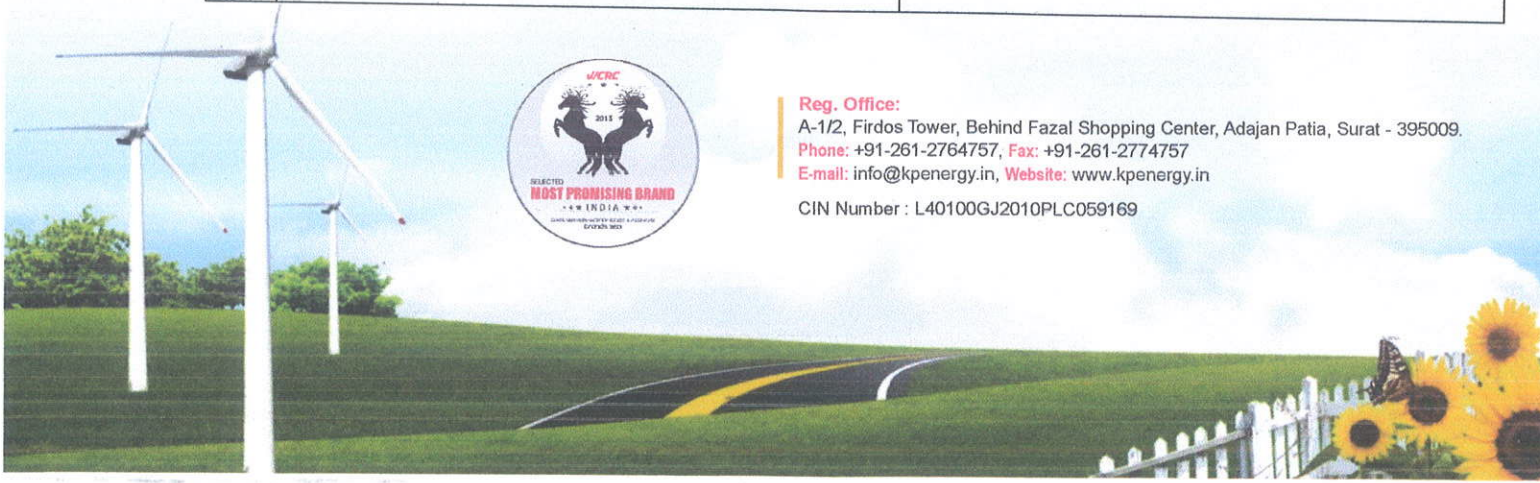 WCRC
2015
SELECTED
MOST PROMISING BRAND
INDIA
Reg. Office:
A-1/2, Firdos Tower, Behind Fazal Shopping Center, Adajan Patia, Surat - 395009.
Phone: +91-261-2764757, Fax: +91-261-2774757
E-mail: info@kpenergy.in, Website: www.kpenergy.in
CIN Number : L40100GJ2010PLC059169